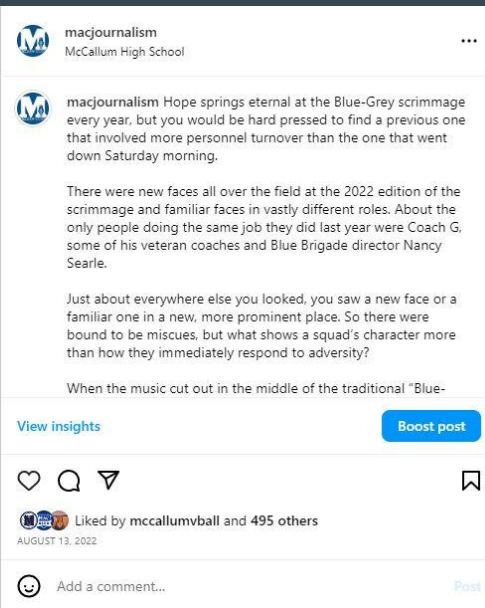 macjournalism
McCallum High School
macjournalism Hope springs eternal at the Blue-Grey scrimmage
every year, but you would be hard pressed to find a previous one
that involved more personnel turnover than the one that went
down Saturday morning.
There were new faces all over the field at the 2022 edition of the
scrimmage and familiar faces in vastly different roles. About the
only people doing the same job they did last year were Coach G,
some of his veteran coaches and Blue Brigade director Nancy
Searle.
Just about everywhere else you looked, you saw a new face or a
familiar one in a new, more prominent place. So there were
bound to be miscues, but what shows a squad's character more
than how they immediately respond to adversity?
When the music cut out in the middle of the traditional "Blue-
View insights
Boost post
Liked by mccallumvball and 495 others
AUGUST 13, 2022
Add a comment...
Post